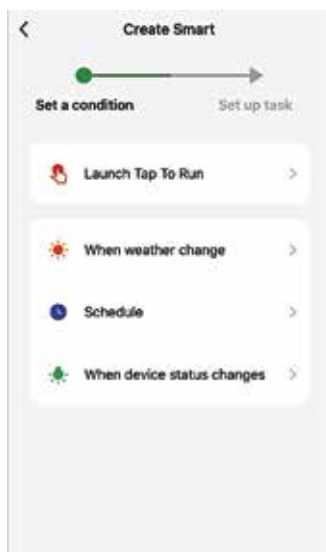 Create Smart
Set a condition Set up task
Launch Tap To Run
When weather change
Schedule
When device status changes